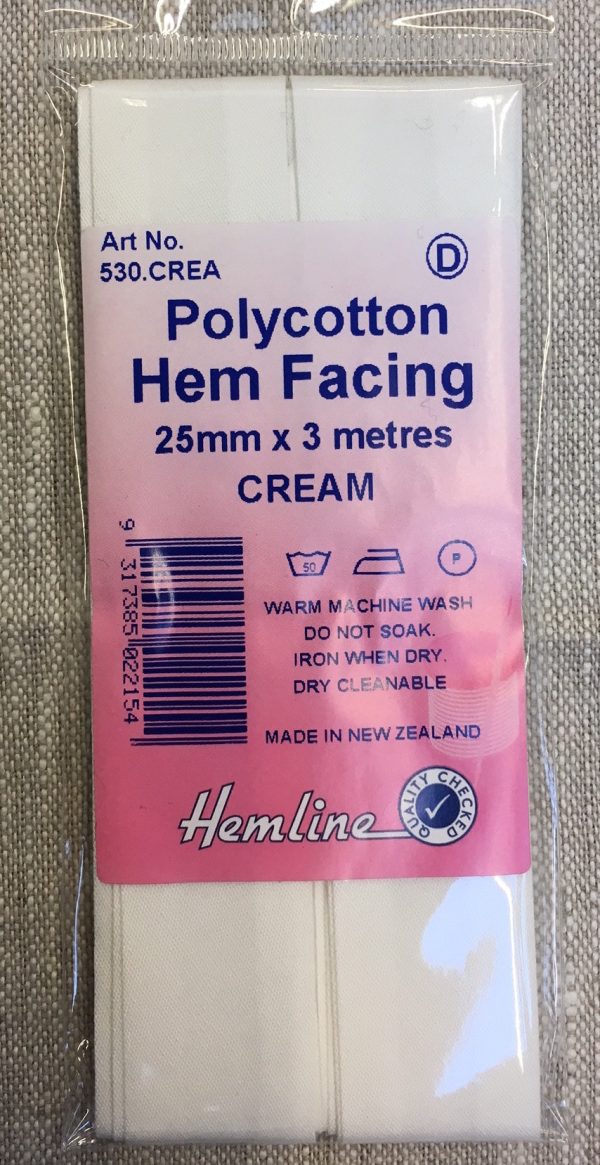 Art No.
530.CREA
D
Polycotton
Hem Facing
25mm x 3 metres
CREAM
9 317385 022154
50
P
WARM MACHINE WASH
DO NOT SOAK.
IRON WHEN DRY.
DRY CLEANABLE
MADE IN NEW ZEALAND
Hemline
QUALITY CHECKED